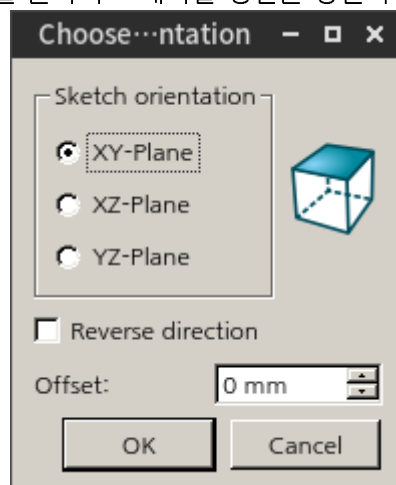 Choose…ntation
Sketch orientation
XY-Plane
XZ-Plane
YZ-Plane
Reverse direction
Offset:
0 mm
OK
Cancel